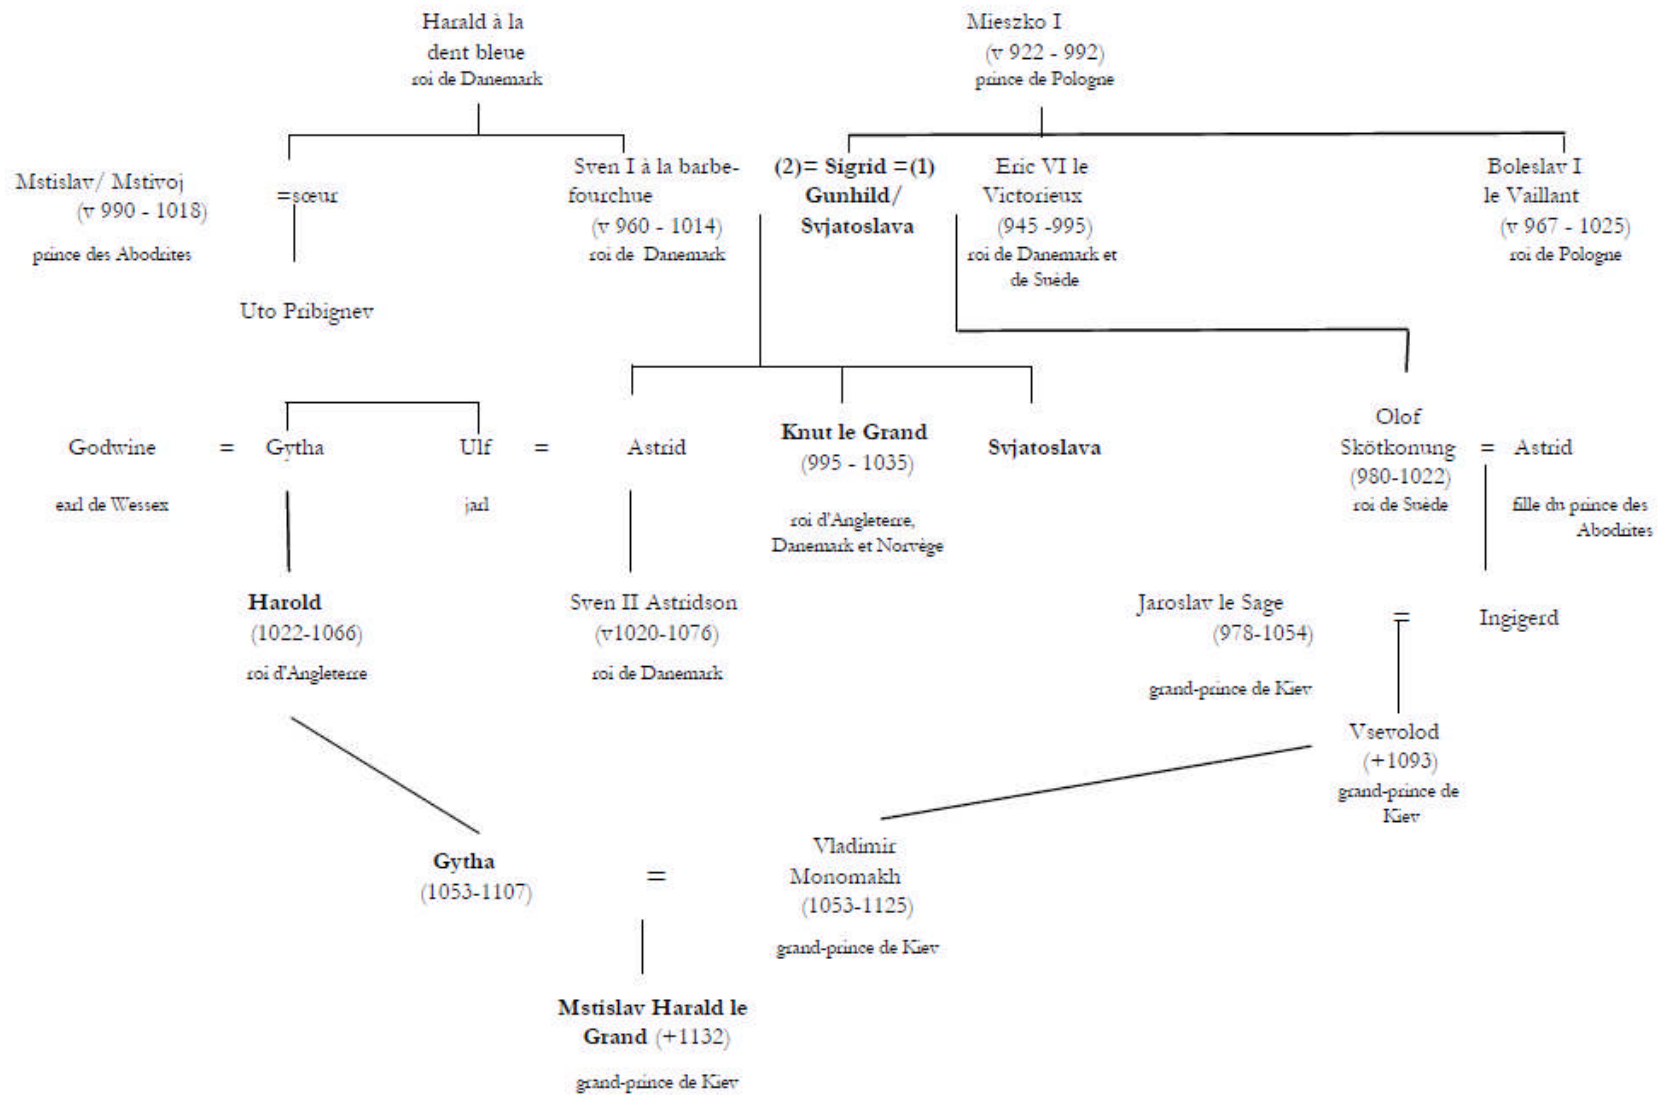 Harald à la
dent bleue
roi de Danemark
Mieszko I
(v 922 - 992)
prince de Pologne
Mstislav/ Mstivoj
(v 990 - 1018)
prince des Abodrites
=sœur
Sven I à la barbe-
fourchue
(v 960 - 1014)
roi de Danemark
(2)= Sigrid =(1)
Gunhild/
Svjatoslava
Eric VI le
Victorieux
(945 -995)
roi de Danemark et
de Suède
Boleslav I
le Vaillant
(v 967 - 1025)
roi de Pologne
Uto Pribignev
Godwine
earl de Wessex
=
Gytha
Ulf
jarl
=
Astrid
Knut le Grand
(995 - 1035)
roi d'Angleterre,
Danemark et Norvège
Svjatoslava
Olof
Skötkonung
(980-1022)
roi de Suède
=
Astrid
fille du prince des
Abodrites
Harold
(1022-1066)
roi d'Angleterre
Sven II Astridson
(v1020-1076)
roi de Danemark
Jaroslav le Sage
(978-1054)
grand-prince de Kiev
=
Ingigerd
Vsevolod
(+1093)
grand-prince de
Kiev
Gytha
(1053-1107)
=
Vladimir
Monomakh
(1053-1125)
grand-prince de Kiev
Mstislav Harald le
Grand (+1132)
grand-prince de Kiev